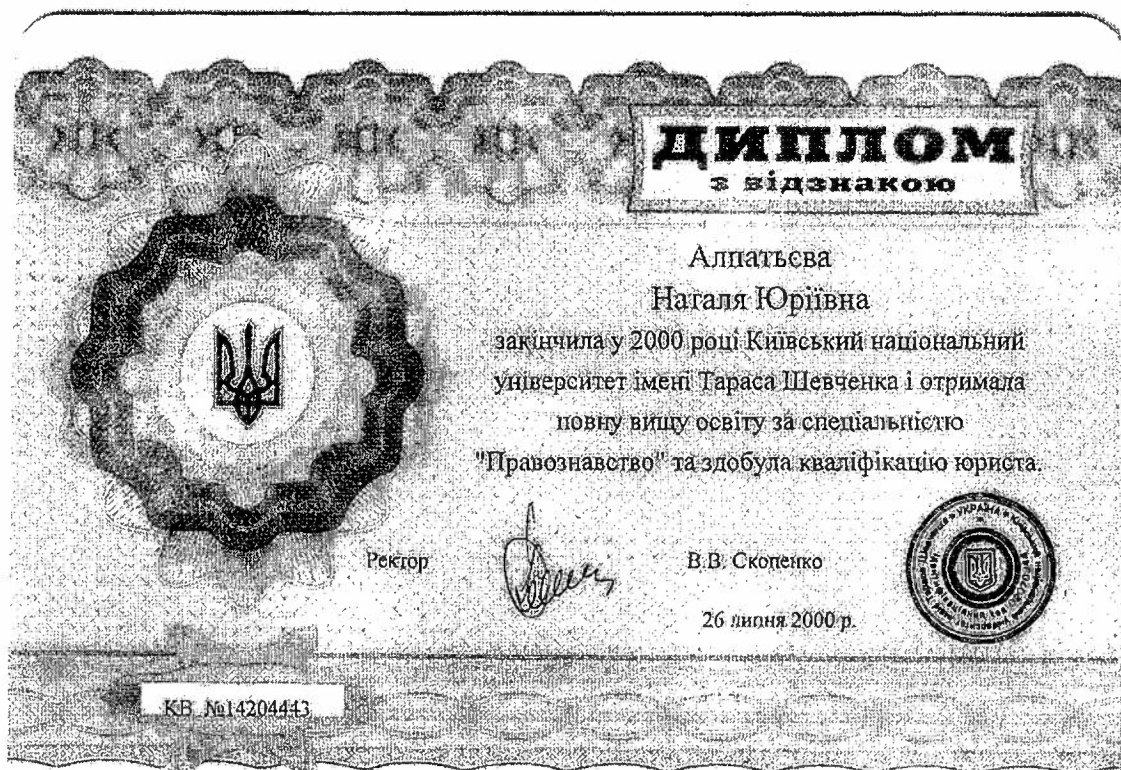 ДИПЛОМ
з відзнакою
Алпатьєва
Наталя Юріївна
закінчила у 2000 році Київський національний
університет імені Тараса Шевченка і отримала
повну вищу освіту за спеціальністю
"Правознавство" та здобула кваліфікацію юриста.
Ректор В.В. Скопенко
26 липня 2000 р.
УКРАЇНА
КВ №14204443